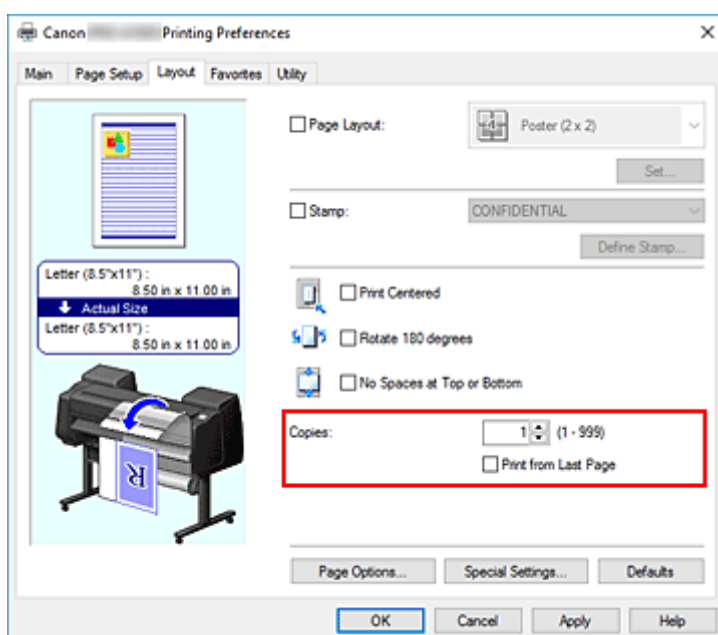 Canon Printing Preferences
Main Page Setup Layout Favorites Utility
Page Layout: Poster (2 x 2)
Set...
Stamp: CONFIDENTIAL
Define Stamp...
Letter (8.5"x11") :
8.50 in x 11.00 in
Actual Size
Letter (8.5"x11") :
8.50 in x 11.00 in
Print Centered
Rotate 180 degrees
No Spaces at Top or Bottom
Copies: 1 (1 - 999)
Print from Last Page
R
Page Options... Special Settings... Defaults
OK Cancel Apply Help